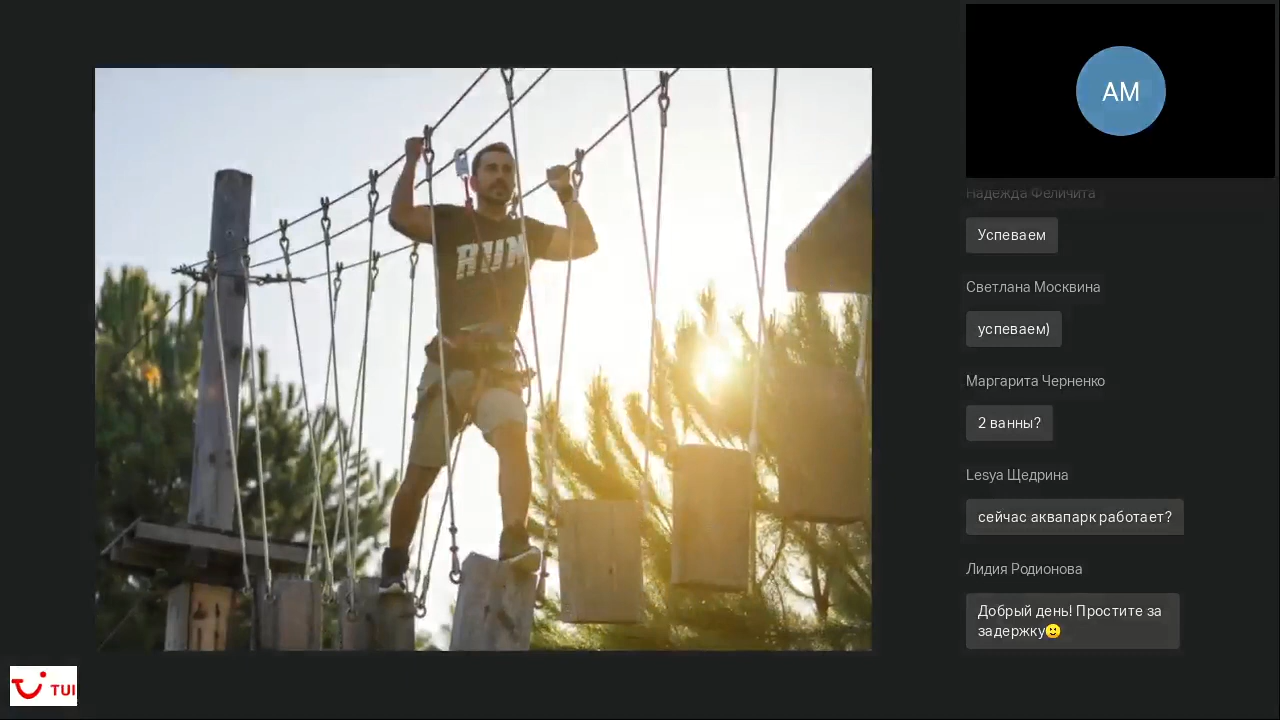 AM
Надежда Феличита
Успеваем
Светлана Москвина
успеваем)
Маргарита Черненко
2 ванны?
Lesya Щедрина
сейчас аквапарк работает?
Лидия Родионова
Добрый день! Простите за
задержку
RUN
TUI